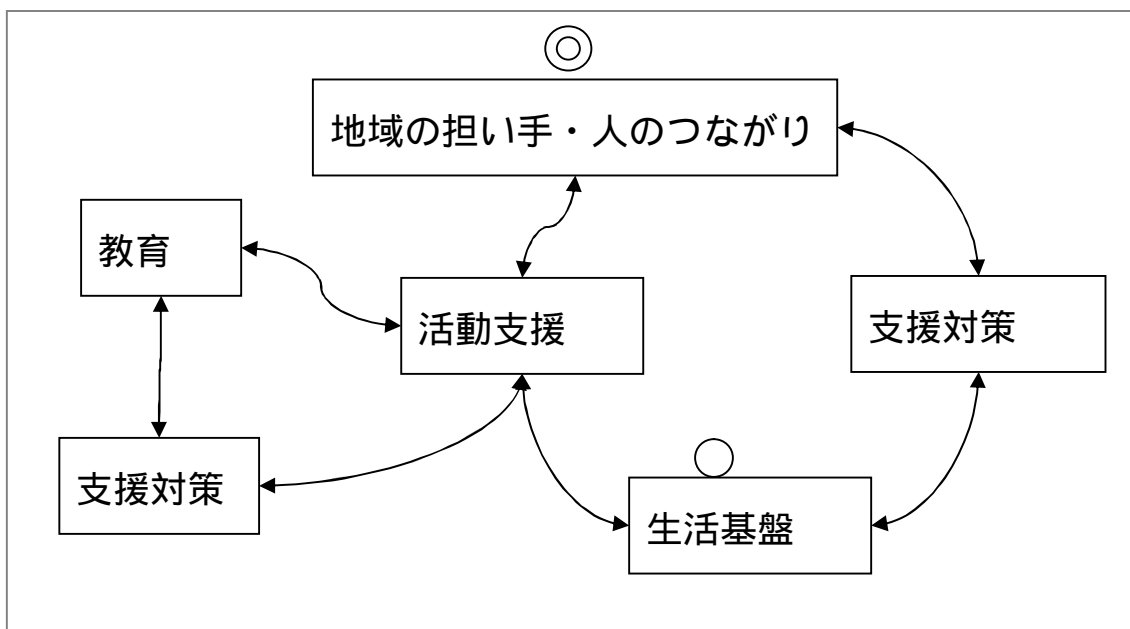 地域の担い手・人のつながり
教育
活動支援
支援対策
支援対策
生活基盤